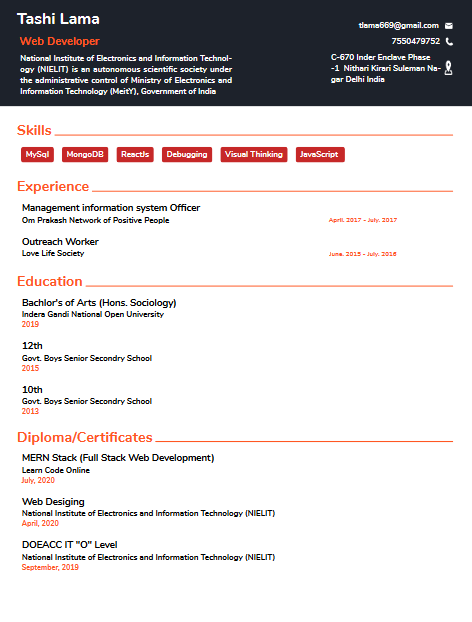 Tashi Lama
Web Developer
National Institute of Electronics and Information Technol-
ogy (NIELIT) is an autonomous scientific society under
the administrative control of Ministry of Electronics and
Information Technology (MeitY), Government of India
tlama669@gmail.com
7550479752
C-670 Inder Enclave Phase
-1 Nithari Kirari Suleman Na-
gar Delhi India
Skills
MySql MongoDB ReactJs Debugging Visual Thinking JavaScript
Experience
Management information system Officer
Om Prakash Network of Positive People April. 2017 - July. 2017
Outreach Worker
Love Life Society June. 2015 - July. 2016
Education
Bachlor's of Arts (Hons. Sociology)
Indera Gandi National Open University
2019
12th
Govt. Boys Senior Secondry School
2015
10th
Govt. Boys Senior Secondry School
2013
Diploma/Certificates
MERN Stack (Full Stack Web Development)
Learn Code Online
July, 2020
Web Desiging
National Institute of Electronics and Information Technology (NIELIT)
April, 2020
DOEACC IT "O" Level
National Institute of Electronics and Information Technology (NIELIT)
September, 2019